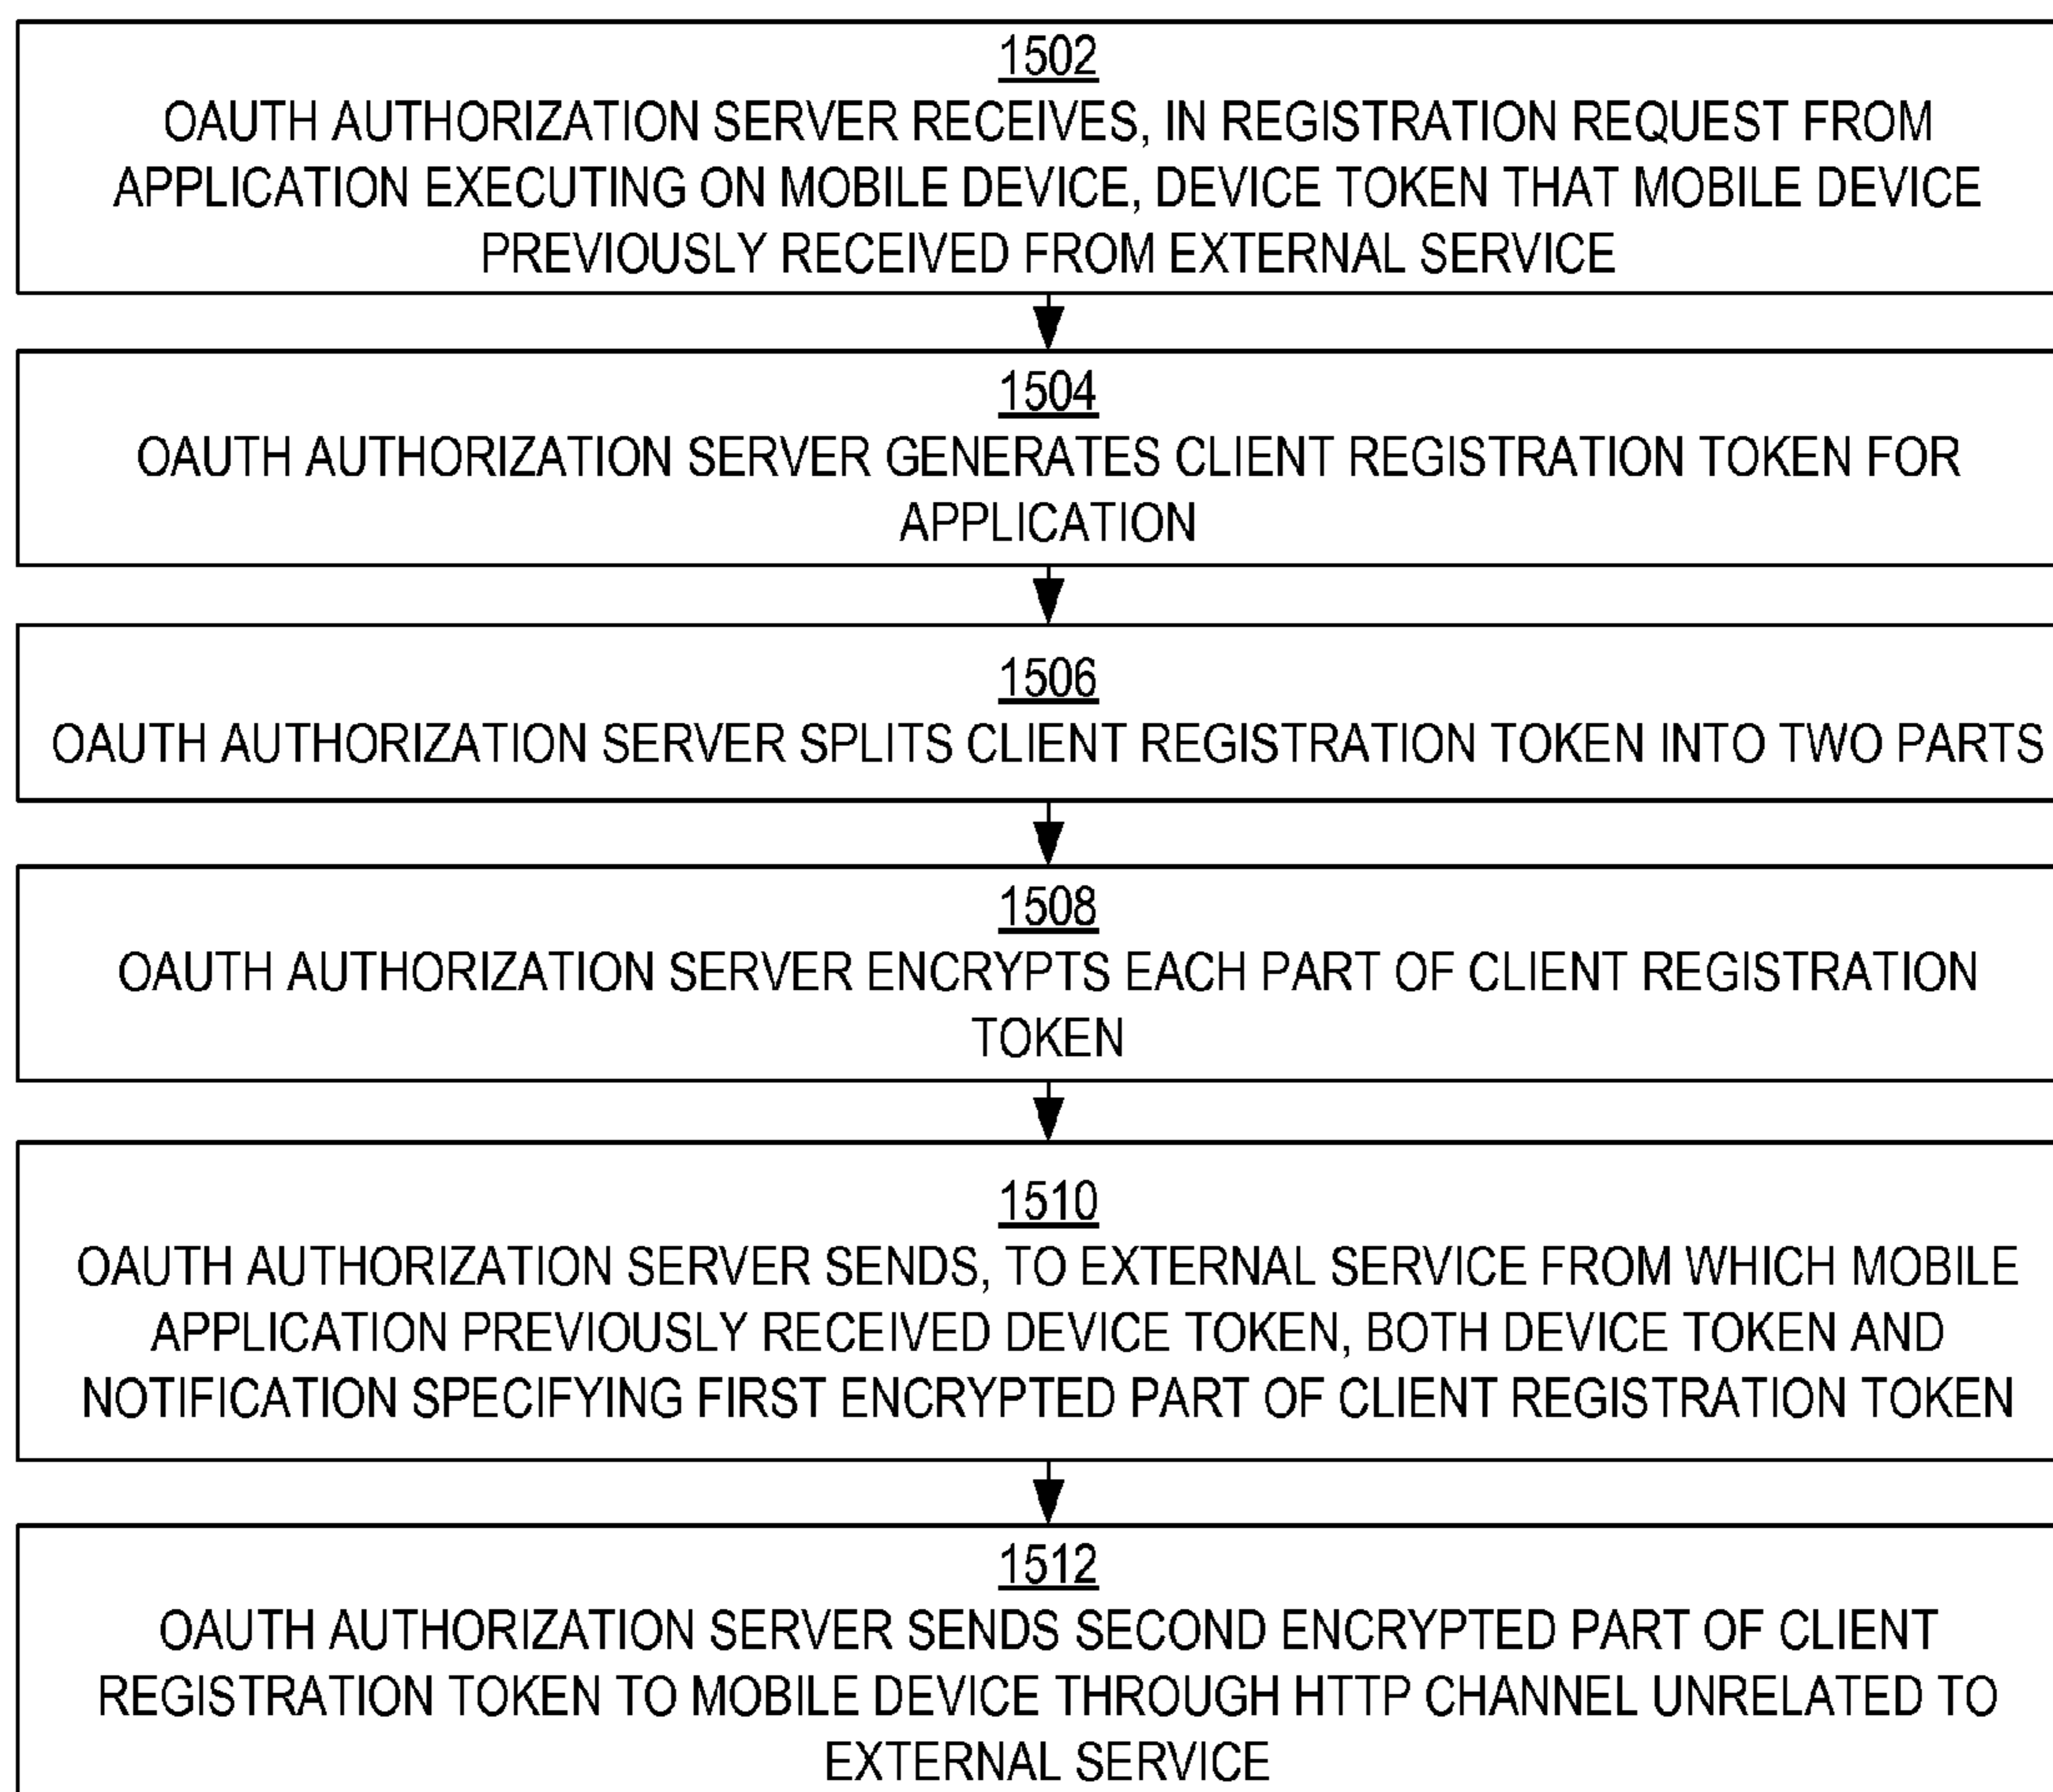 1502
OAUTH AUTHORIZATION SERVER RECEIVES, IN REGISTRATION REQUEST FROM
APPLICATION EXECUTING ON MOBILE DEVICE, DEVICE TOKEN THAT MOBILE DEVICE
PREVIOUSLY RECEIVED FROM EXTERNAL SERVICE
1504
OAUTH AUTHORIZATION SERVER GENERATES CLIENT REGISTRATION TOKEN FOR
APPLICATION
1506
OAUTH AUTHORIZATION SERVER SPLITS CLIENT REGISTRATION TOKEN INTO TWO PARTS
1508
OAUTH AUTHORIZATION SERVER ENCRYPTS EACH PART OF CLIENT REGISTRATION
TOKEN
1510
OAUTH AUTHORIZATION SERVER SENDS, TO EXTERNAL SERVICE FROM WHICH MOBILE
APPLICATION PREVIOUSLY RECEIVED DEVICE TOKEN, BOTH DEVICE TOKEN AND
NOTIFICATION SPECIFYING FIRST ENCRYPTED PART OF CLIENT REGISTRATION TOKEN
1512
OAUTH AUTHORIZATION SERVER SENDS SECOND ENCRYPTED PART OF CLIENT
REGISTRATION TOKEN TO MOBILE DEVICE THROUGH HTTP CHANNEL UNRELATED TO
EXTERNAL SERVICE